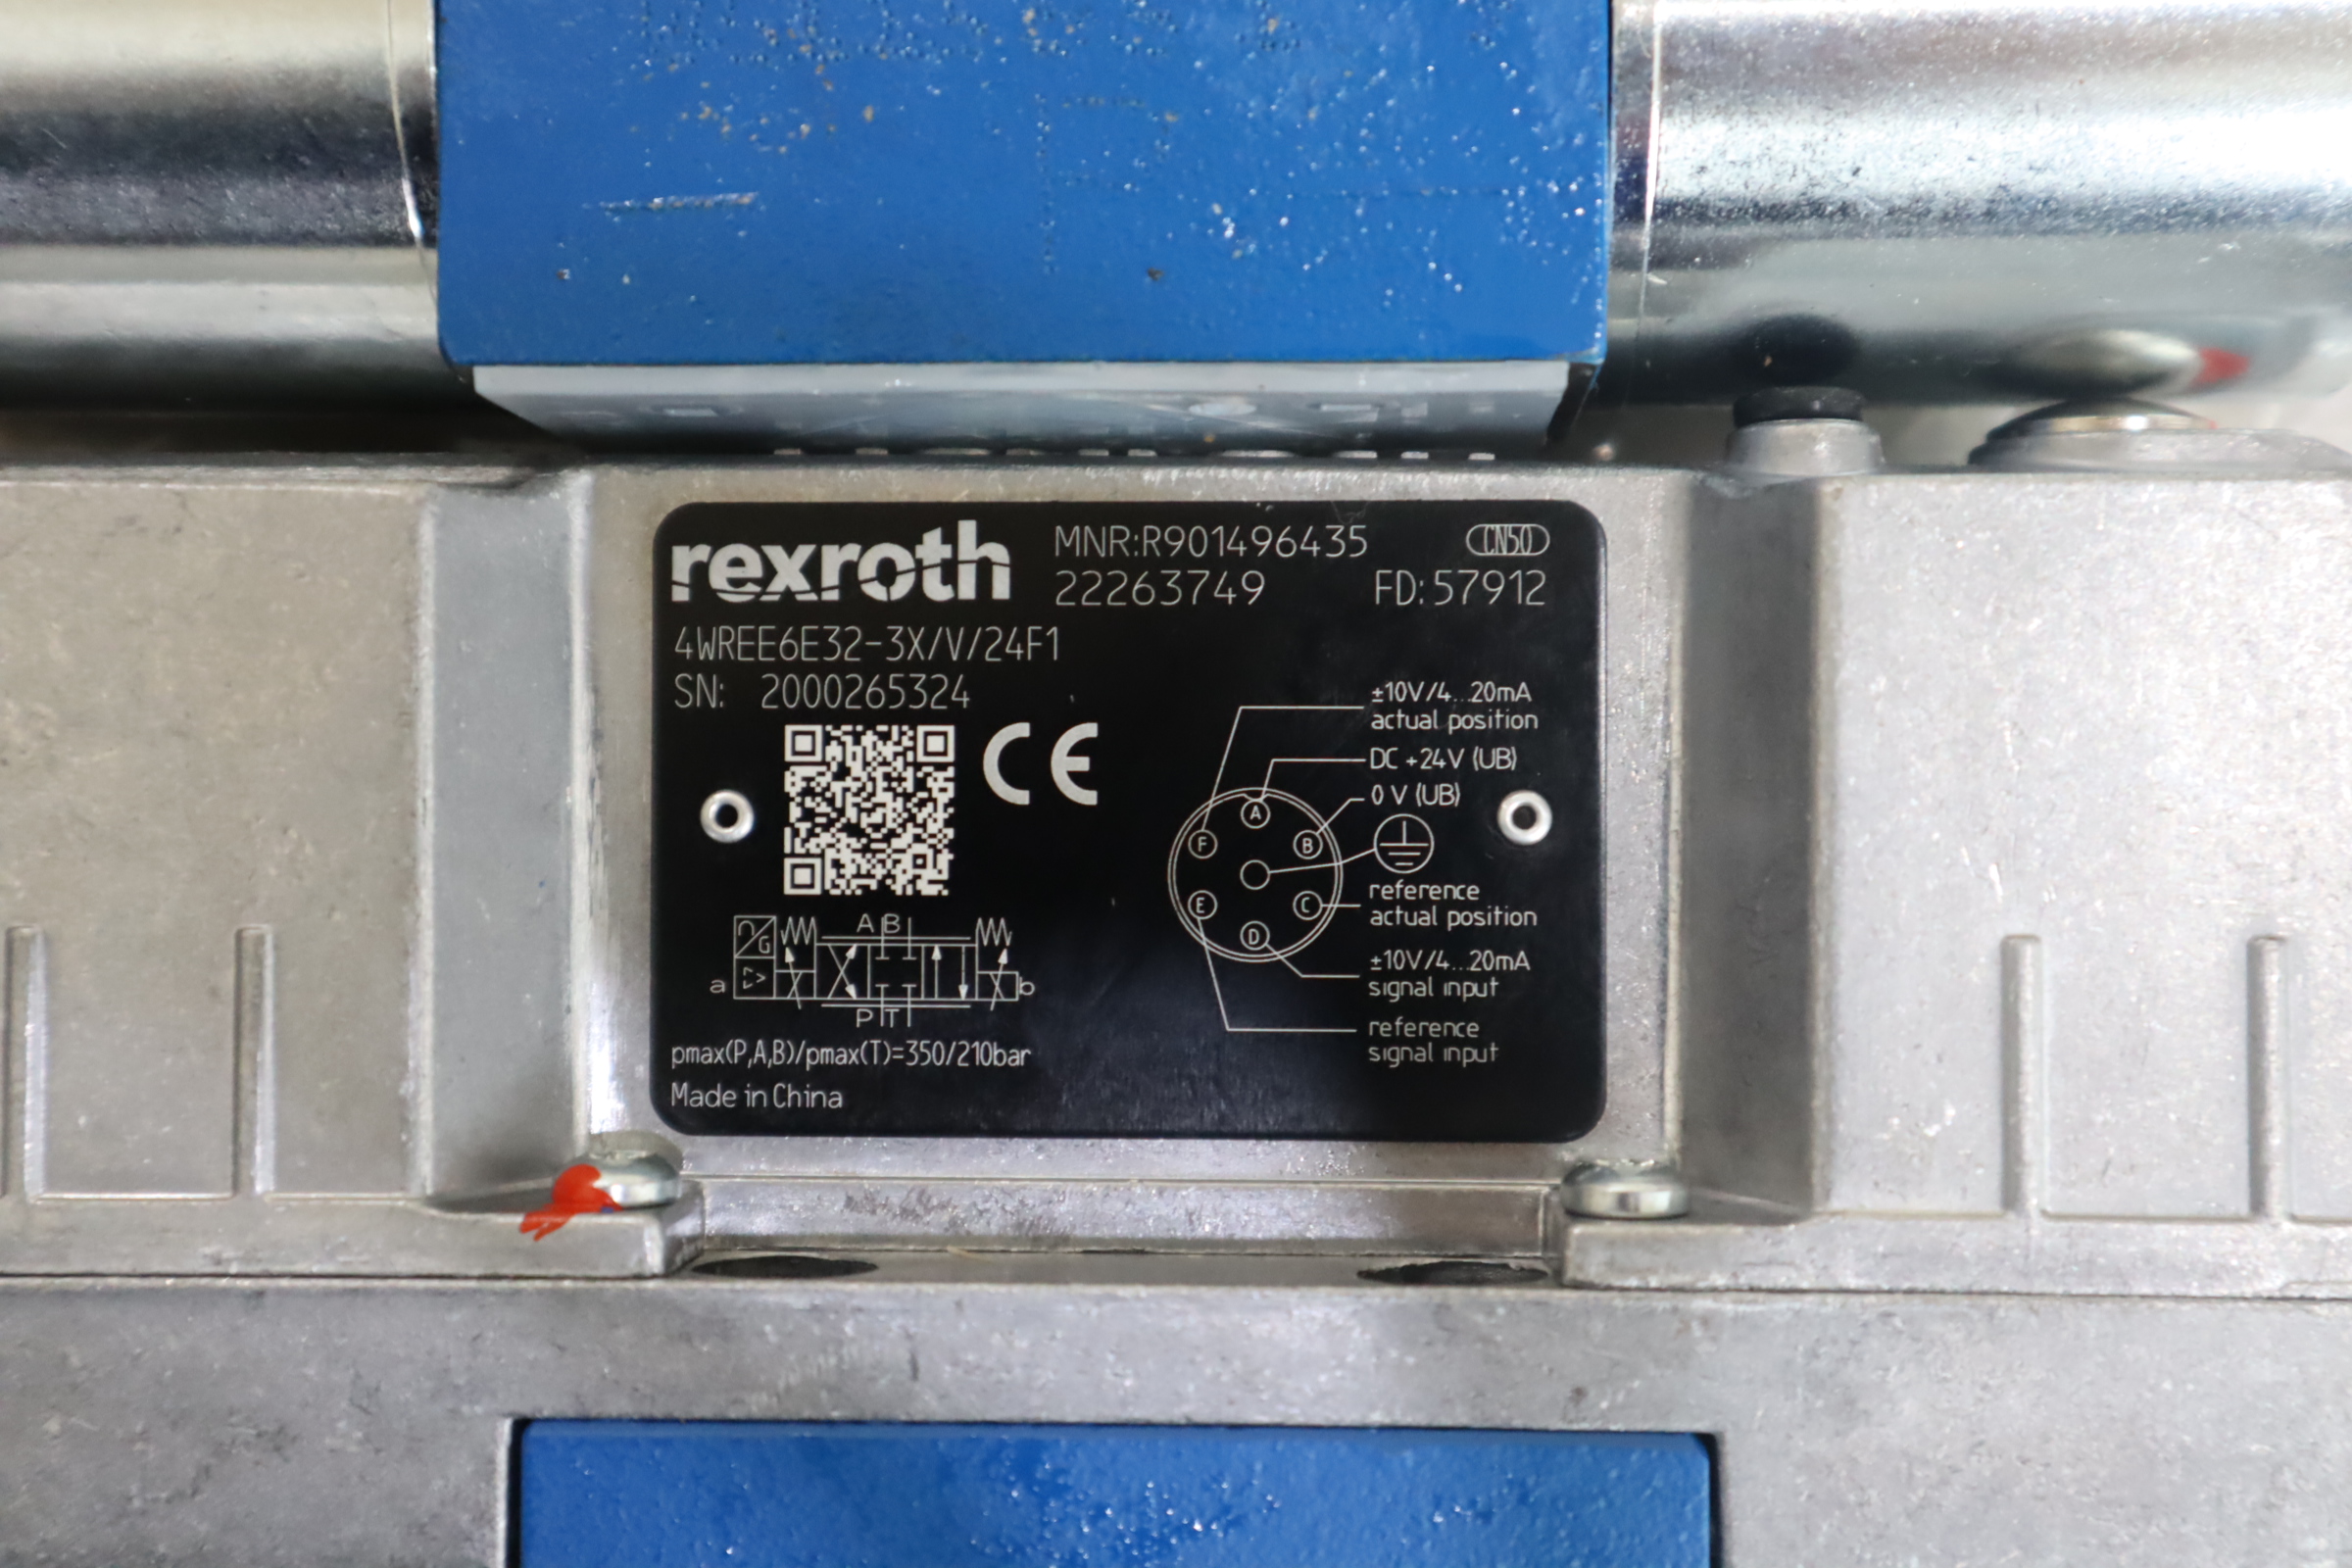 rexroth
MNR:R901496435
CN50
22263749
FD:57912
4WREE6E32-3X/V/24F1
SN: 2000265324
CE
±10V/4...20mA
actual position
DC +24V (UB)
0 V (UB)
A
F
B
reference
actual position
E
C
D
±10V/4...20mA
signal input
reference
signal input
A B
G
a
b
P T
pmax(P,A,B)/pmax(T)=350/210bar
Made in China